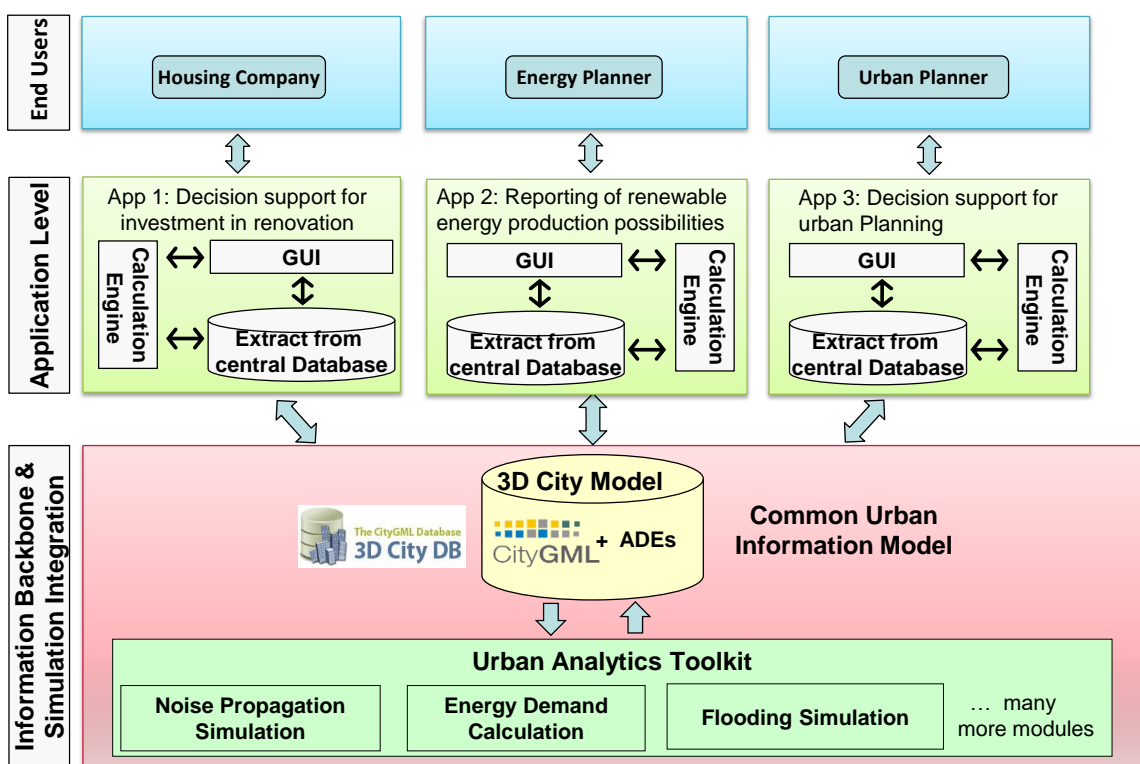 End Users
Housing Company
Energy Planner
Urban Planner
Application Level
App 1: Decision support for
investment in renovation
Calculation
Engine
GUI
Extract from
central Database
App 2: Reporting of renewable
energy production possibilities
GUI
Extract from
central Database
Calculation
Engine
App 3: Decision support for
urban Planning
GUI
Extract from
central Database
Calculation
Engine
Information Backbone &
Simulation Integration
3D City Model
The CityGML Database
3D City DB
CityGML
+ ADEs
Common Urban
Information Model
Urban Analytics Toolkit
Noise Propagation
Simulation
Energy Demand
Calculation
Flooding Simulation
… many
more modules